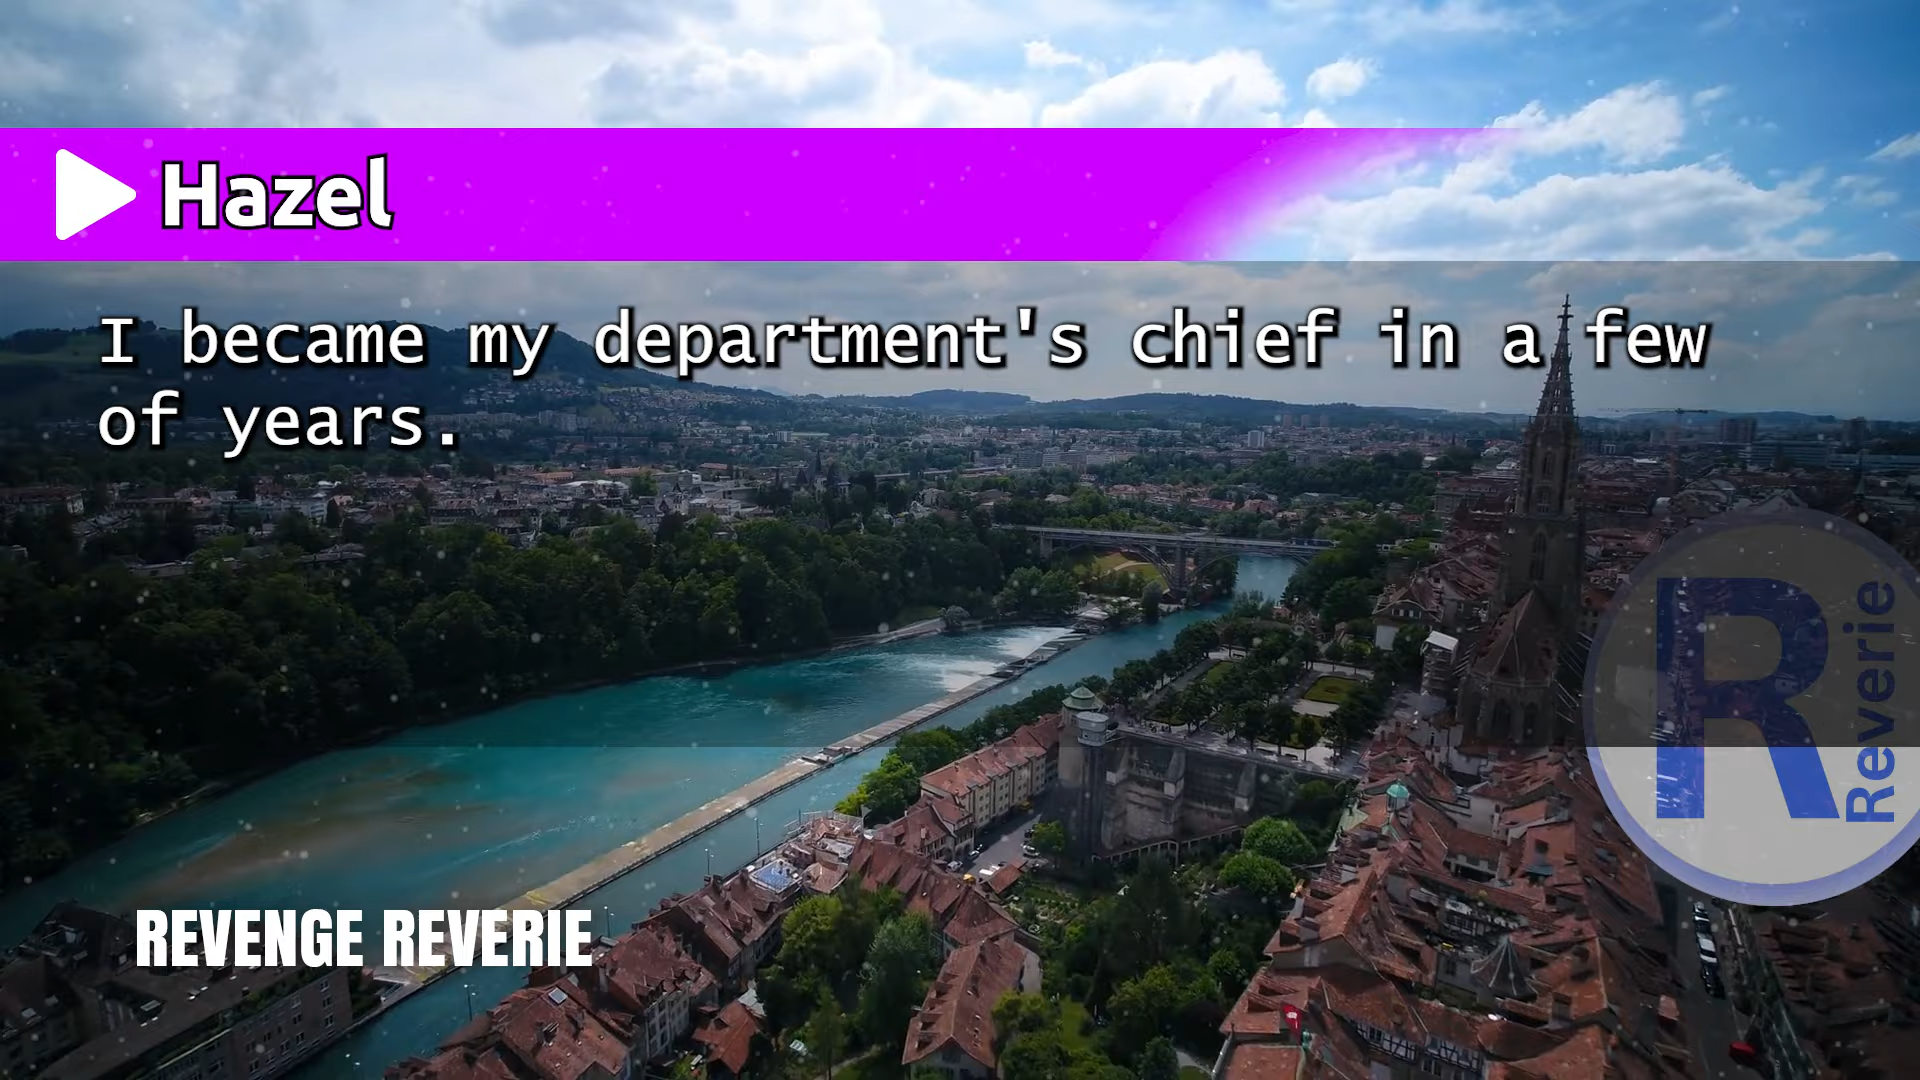 Hazel
I became my department's chief in a few
of years.
R
Reverie
REVENGE REVERIE